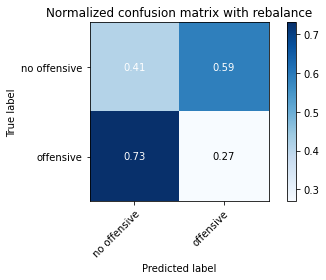 Normalized confusion matrix with rebalance
True label
no offensive
offensive
0.41 0.59
0.73 0.27
no offensive
offensive
Predicted label
0.7
0.6
0.5
0.4
0.3